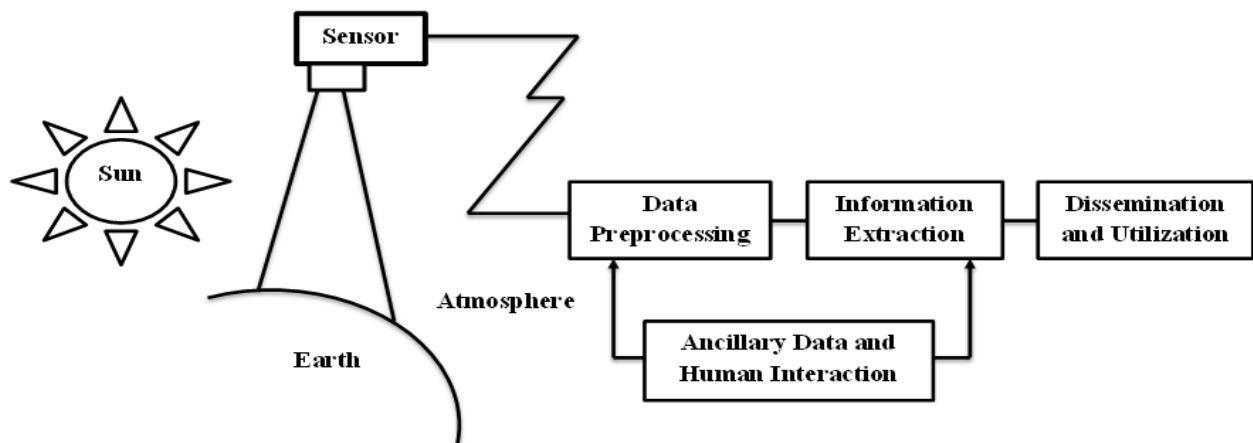 Sensor
Sun
Data
Preprocessing
Information
Extraction
Dissemination
and Utilization
Atmosphere
Earth
Ancillary Data and
Human Interaction